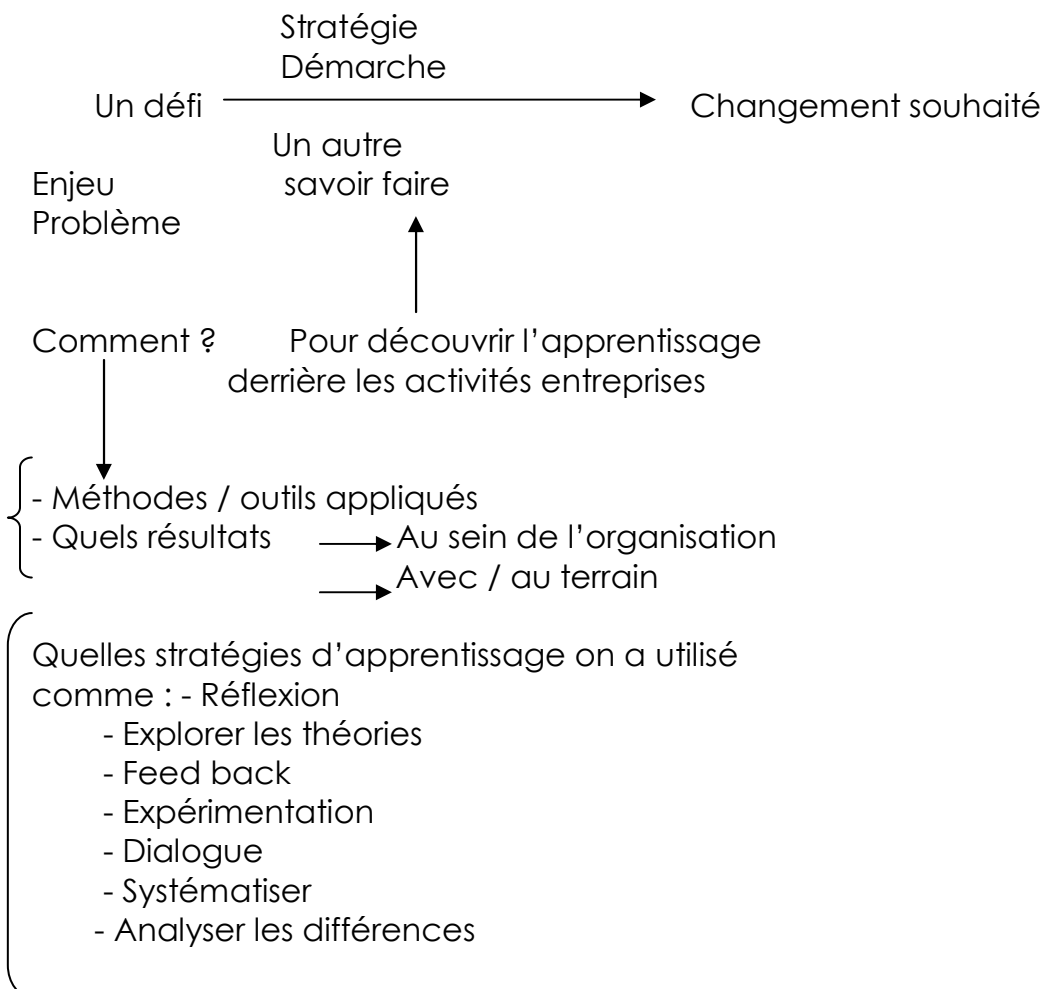 Stratégie
Démarche
Un défi Changement souhaité
Un autre
Enjeu savoir faire
Problème
Comment ? Pour découvrir l’apprentissage
derrière les activités entreprises
- Méthodes / outils appliqués
- Quels résultats Au sein de l’organisation
Avec / au terrain
Quelles stratégies d’apprentissage on a utilisé
comme : - Réflexion
- Explorer les théories
- Feed back
- Expérimentation
- Dialogue
- Systématiser
- Analyser les différences